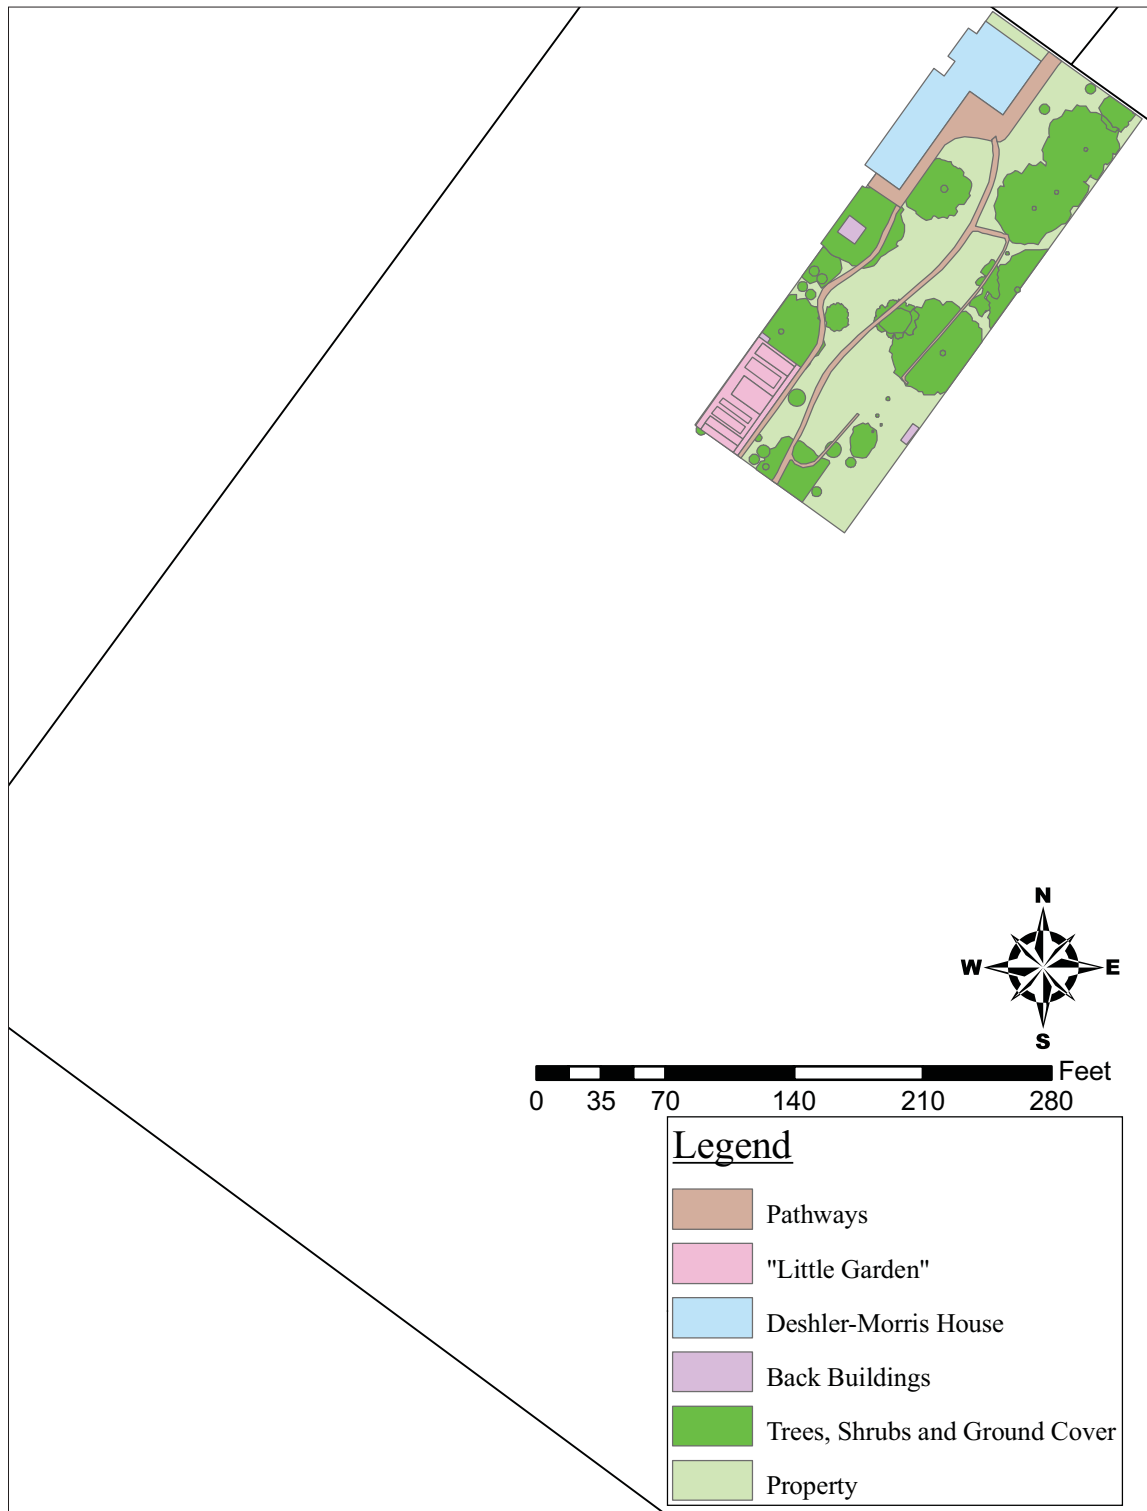 N
W E
S
Feet
0 35 70 140 210 280
Legend
Pathways
"Little Garden"
Deshler-Morris House
Back Buildings
Trees, Shrubs and Ground Cover
Property